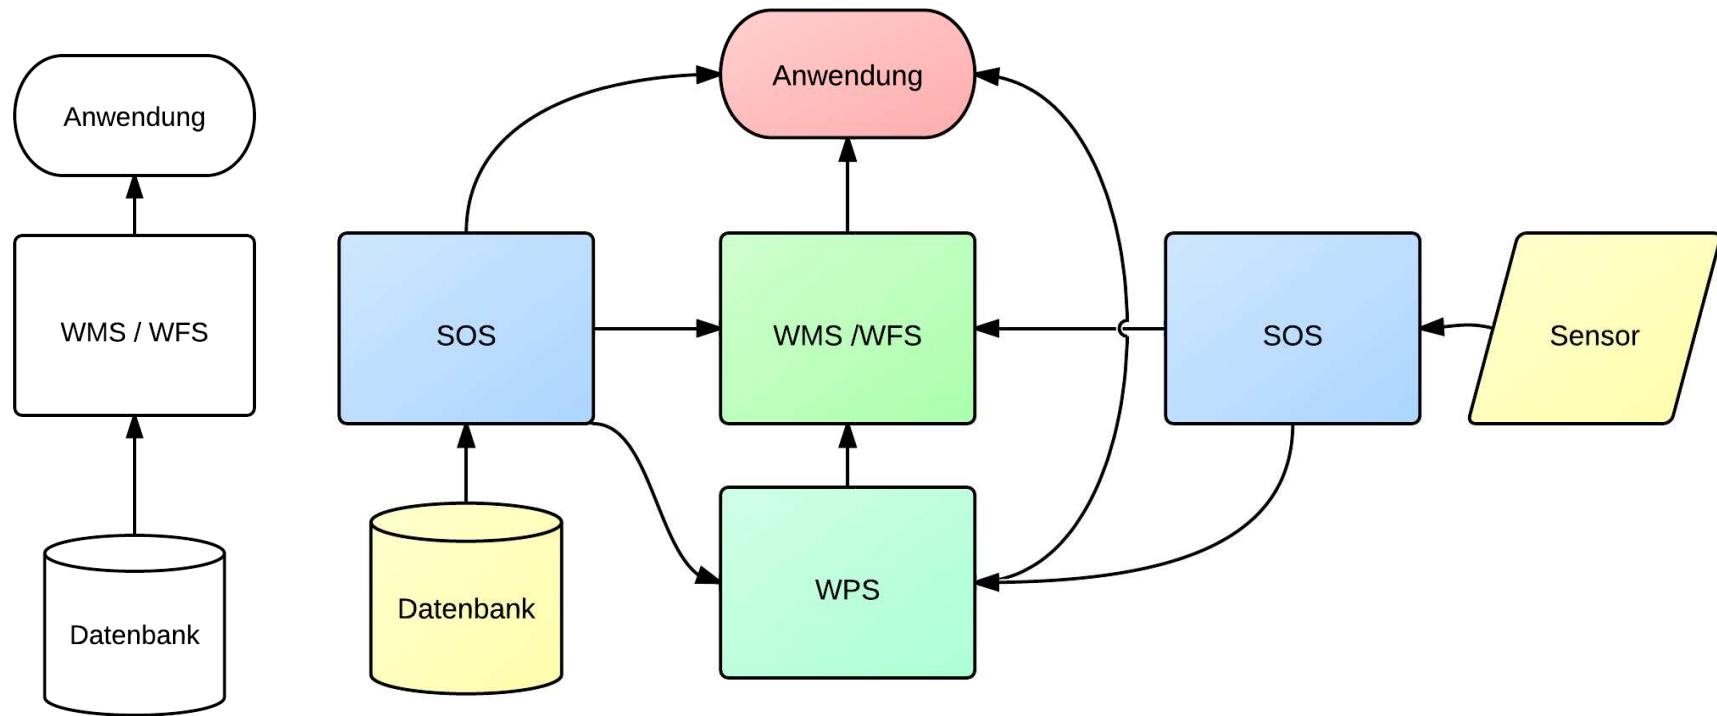 Anwendung
WMS / WFS
Datenbank
Anwendung
SOS
WMS /WFS
SOS
Sensor
Datenbank
WPS